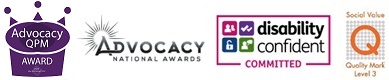 Advocacy
QPM
AWARD
ADVOCACY
NATIONAL AWARDS
disability
confident
COMMITTED
Social Value
Quality Mark
Level 3